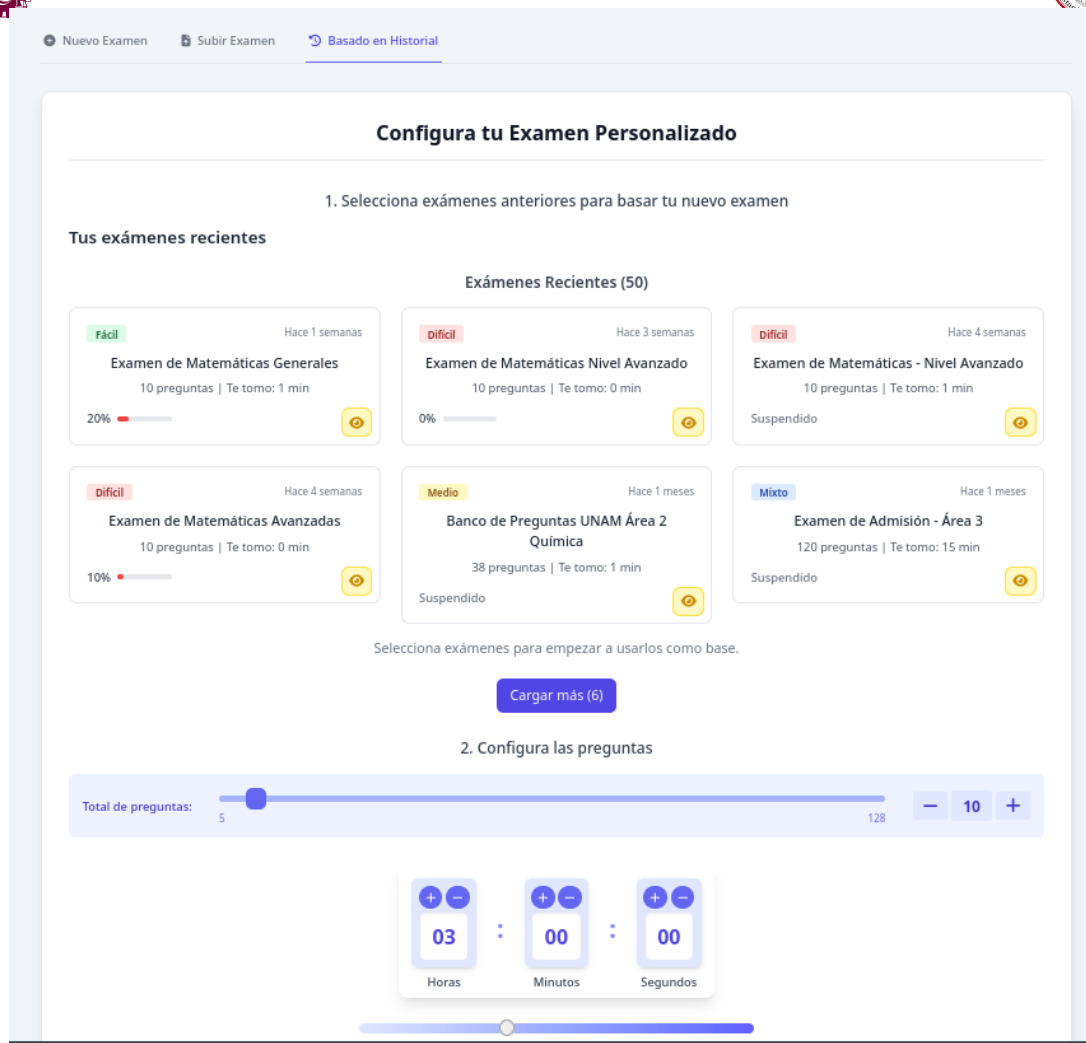 Nuevo Examen Subir Examen Basado en Historial
Configura tu Examen Personalizado
1. Selecciona exámenes anteriores para basar tu nuevo examen
Tus exámenes recientes
Exámenes Recientes (50)
Fácil Hace 1 semanas
Examen de Matemáticas Generales
10 preguntas | Te tomo: 1 min
20%
Difícil Hace 3 semanas
Examen de Matemáticas Nivel Avanzado
10 preguntas | Te tomo: 0 min
0%
Difícil Hace 4 semanas
Examen de Matemáticas - Nivel Avanzado
10 preguntas | Te tomo: 1 min
Suspendido
Difícil Hace 4 semanas
Examen de Matemáticas Avanzadas
10 preguntas | Te tomo: 0 min
10%
Medio Hace 1 meses
Banco de Preguntas UNAM Área 2
Química
38 preguntas | Te tomo: 1 min
Suspendido
Mixto Hace 1 meses
Examen de Admisión - Área 3
120 preguntas | Te tomo: 15 min
Suspendido
Selecciona exámenes para empezar a usarlos como base.
Cargar más (6)
2. Configura las preguntas
Total de preguntas: 5 128 − 10 +
+ − + − + −
03 : 00 : 00
Horas Minutos Segundos